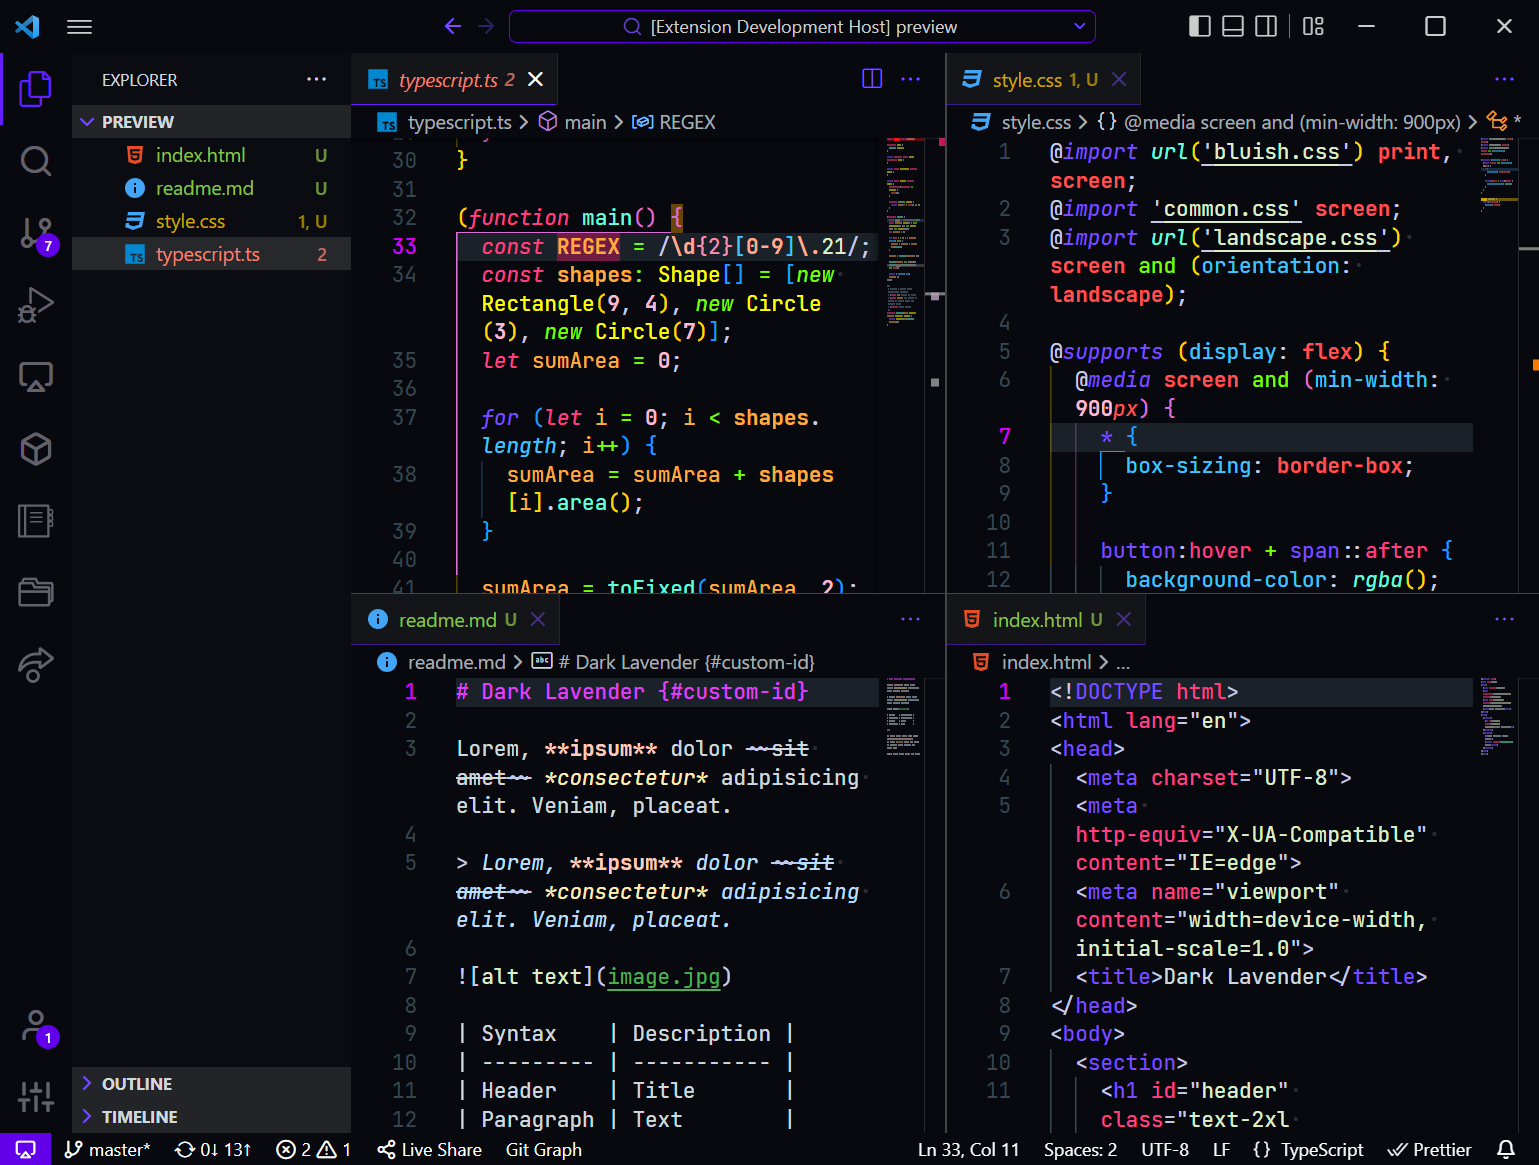 [Extension Development Host] preview
EXPLORER
PREVIEW
index.html U
readme.md U
style.css 1, U
typescript.ts 2
OUTLINE
TIMELINE
7
1
typescript.ts 2
typescript.ts > main > REGEX
30 }
31
32 (function main() {
33 const REGEX = /\d{2}[0-9]\.21/;
34 const shapes: Shape[] = [new
Rectangle(9, 4), new Circle
(3), new Circle(7)];
35 let sumArea = 0;
36
37 for (let i = 0; i < shapes.
length; i++) {
38 sumArea = sumArea + shapes
[i].area();
39 }
40
41 sumArea = toFixed(sumArea, 2);
style.css 1, U
style.css > {} @media screen and (min-width: 900px) > *
1 @import url('bluish.css') print,
screen;
2 @import 'common.css' screen;
3 @import url('landscape.css')
screen and (orientation:
landscape);
4
5 @supports (display: flex) {
6 @media screen and (min-width:
900px) {
7 * {
8 box-sizing: border-box;
9 }
10
11 button:hover + span::after {
12 background-color: rgba();
readme.md U
readme.md > # Dark Lavender {#custom-id}
1 # Dark Lavender {#custom-id}
2
3 Lorem, **ipsum** dolor ~~sit
amet~~ *consectetur* adipisicing
elit. Veniam, placeat.
4
5 > Lorem, **ipsum** dolor ~~sit
amet~~ *consectetur* adipisicing
elit. Veniam, placeat.
6
7 ![alt text](image.jpg)
8
9 | Syntax | Description |
10 | --------- | ----------- |
11 | Header | Title |
12 | Paragraph | Text |
index.html U
index.html > ...
1 <!DOCTYPE html>
2 <html lang="en">
3 <head>
4 <meta charset="UTF-8">
5 <meta
http-equiv="X-UA-Compatible"
content="IE=edge">
6 <meta name="viewport"
content="width=device-width,
initial-scale=1.0">
7 <title>Dark Lavender</title>
8 </head>
9 <body>
10 <section>
11 <h1 id="header"
class="text-2xl
master* 0↓ 13↑ 2 1 Live Share Git Graph Ln 33, Col 11 Spaces: 2 UTF-8 LF {} TypeScript Prettier